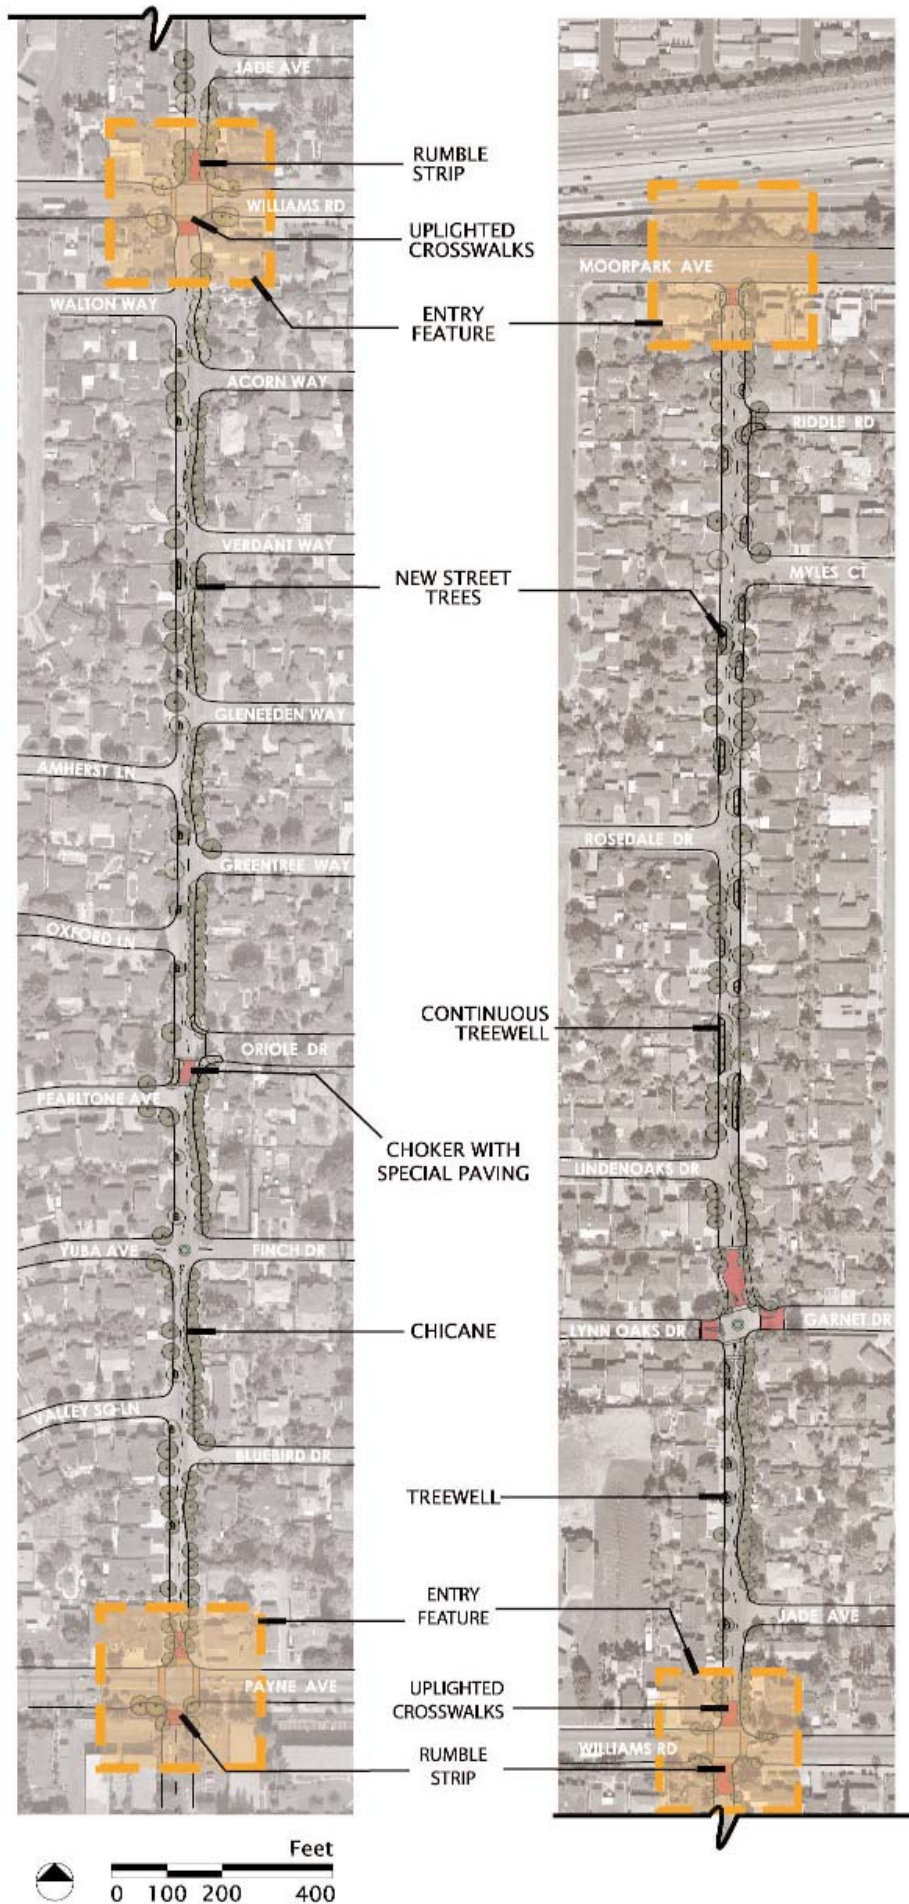 JADE AVE
RUMBLE
STRIP
WILLIAMS RD
UPLIGHTED
CROSSWALKS
WALTON WAY
ENTRY
FEATURE
ACORN WAY
VERDANT WAY
NEW STREET
TREES
GLENEEDEN WAY
AMHERST LN
GREENTREE WAY
OXFORD LN
ORIOLE DR
PEARLTONE AVE
CHOKER WITH
SPECIAL PAVING
YUBA AVE
FINCH DR
CHICANE
VALLEY SQ LN
BLUEBIRD DR
ENTRY
FEATURE
PAYNE AVE
MOORPARK AVE
RIDDLE RD
MYLES CT
ROSEDALE DR
CONTINUOUS
TREEWELL
LINDENOAKS DR
LYNN OAKS DR
GARNET DR
TREEWELL
JADE AVE
UPLIGHTED
CROSSWALKS
WILLIAMS RD
RUMBLE
STRIP
Feet
0 100 200 400